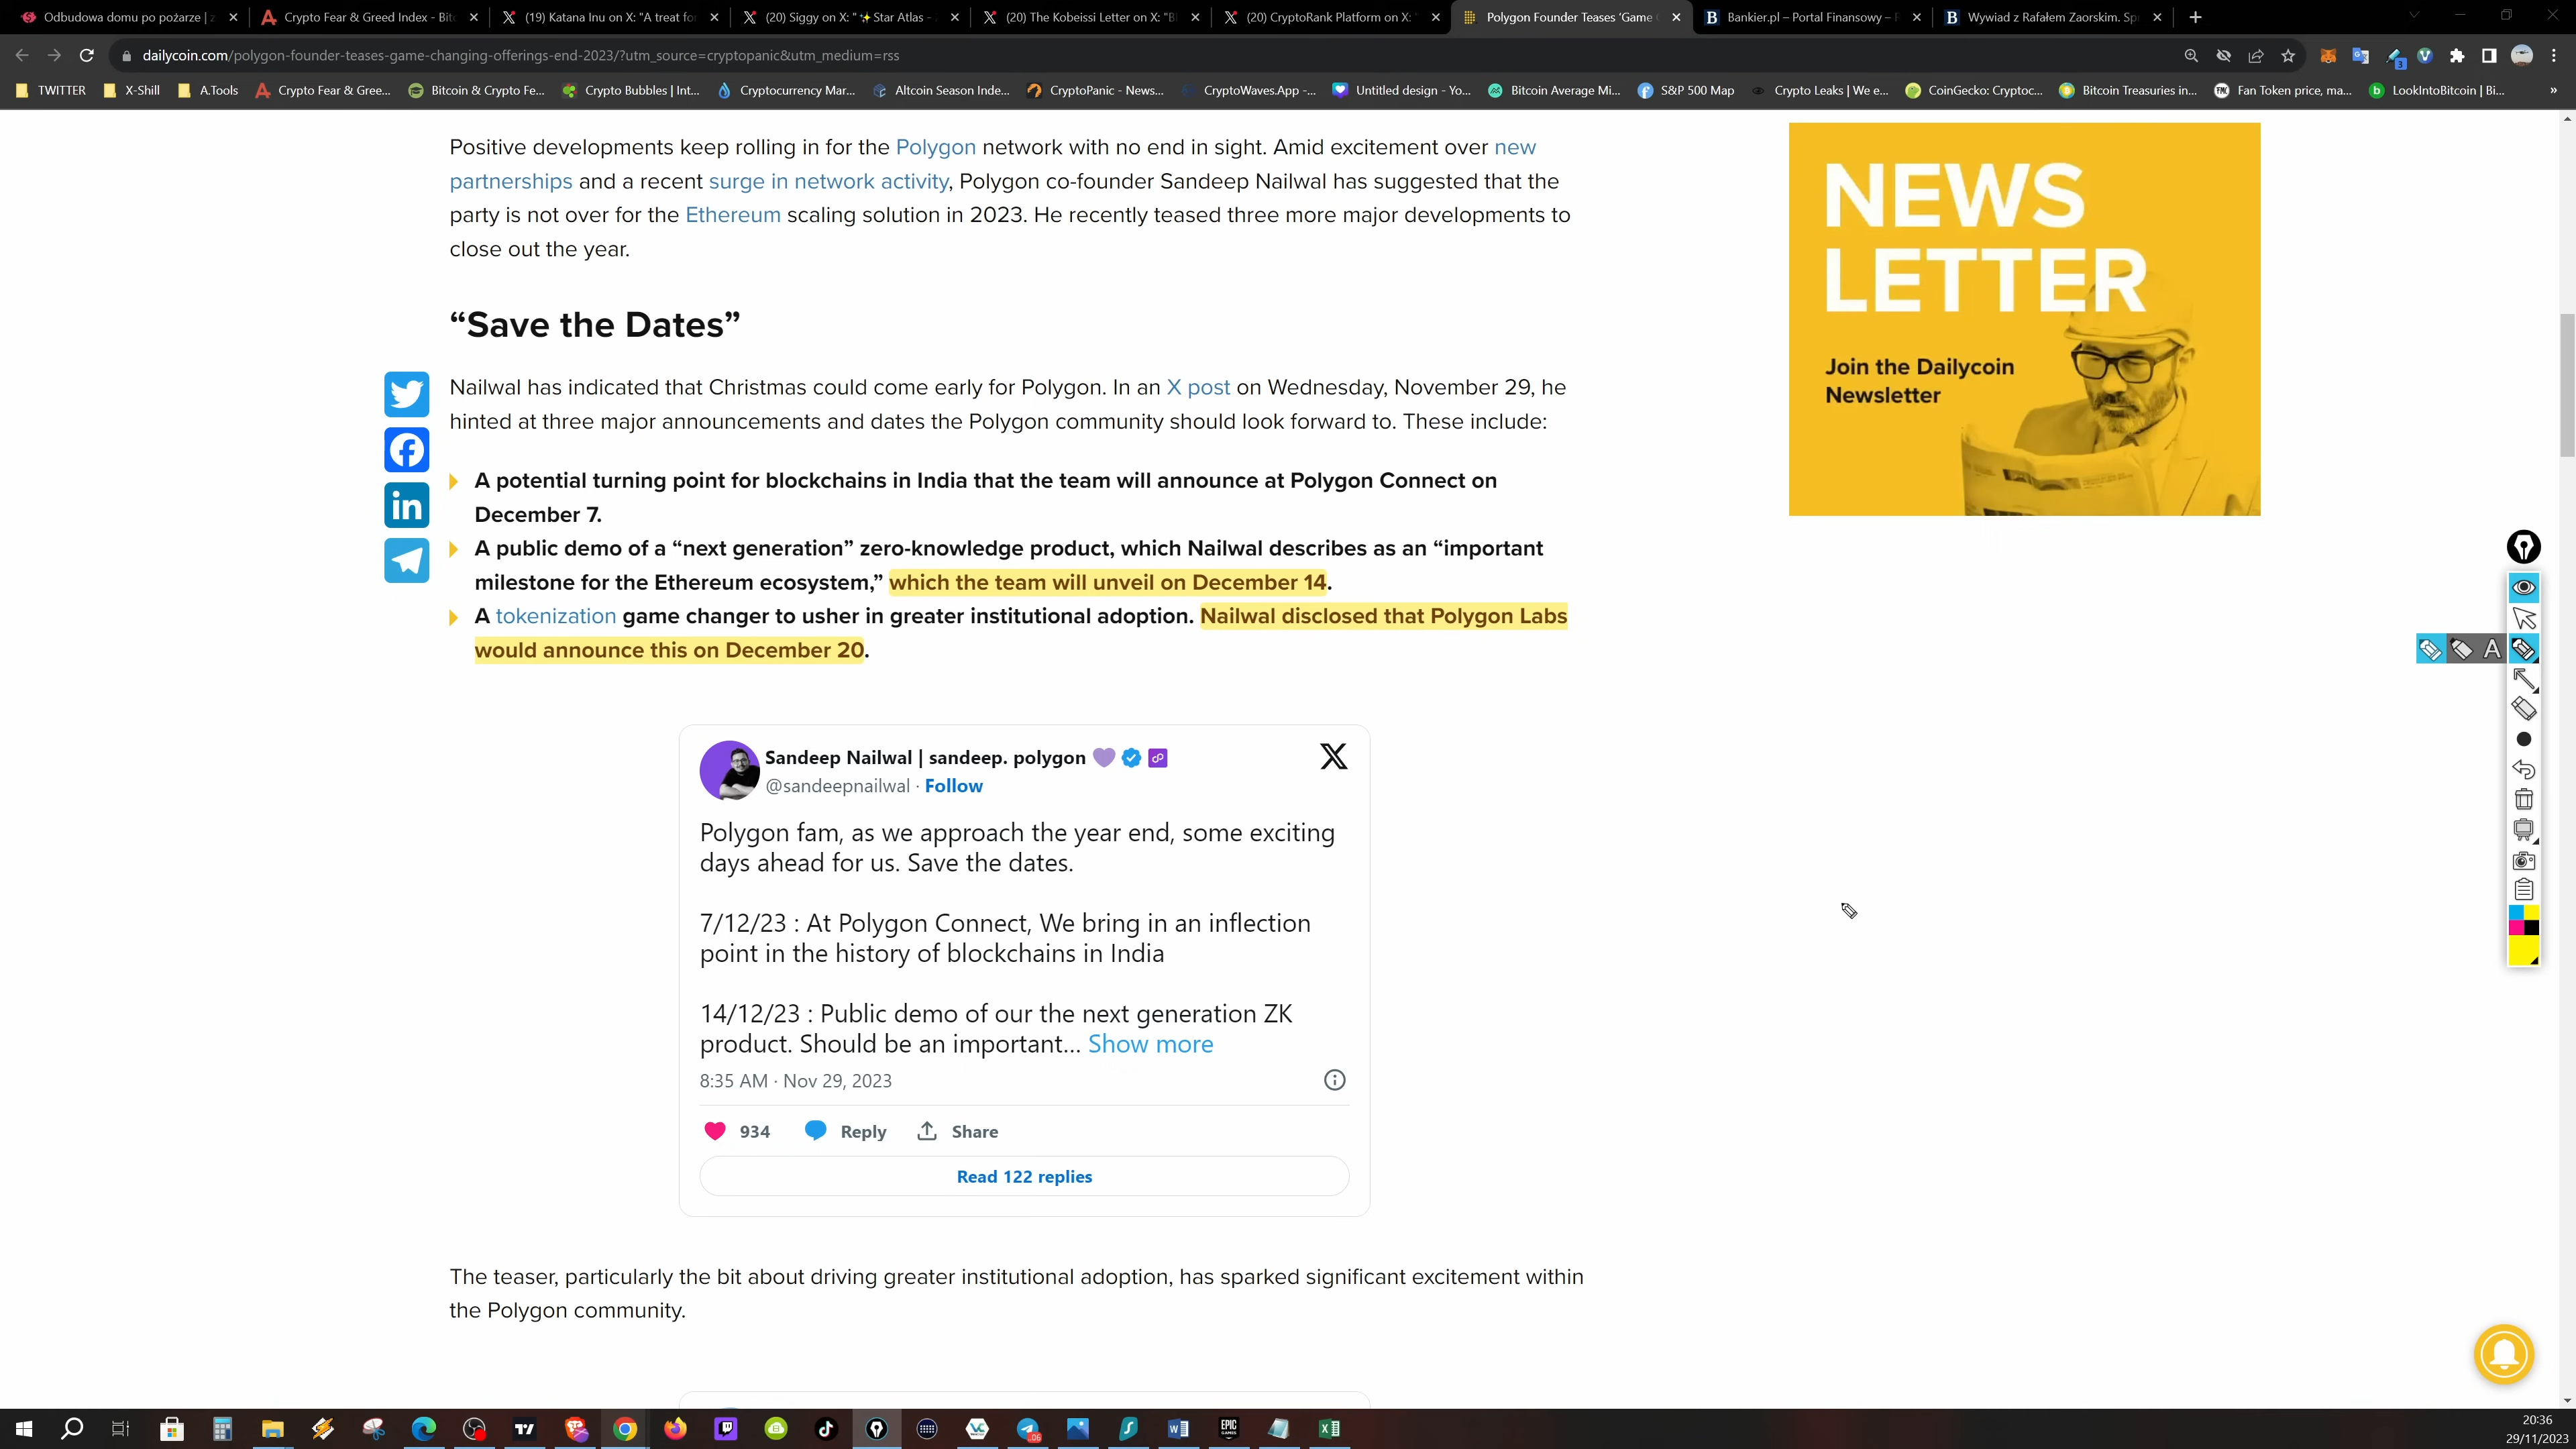 Odbudowa domu po pożarze | z
Crypto Fear & Greed Index - Bit
(19) Katana Inu on X: "A treat fo
(20) Siggy on X: "✨Star Atlas -
(20) The Kobeissi Letter on X: "B
(20) CryptoRank Platform on X: "
Polygon Founder Teases 'Game
Bankier.pl – Portal Finansowy –
Wywiad z Rafałem Zaorskim. Sp
dailycoin.com/polygon-founder-teases-game-changing-offerings-end-2023/?utm_source=cryptopanic&utm_medium=rss
3
TWITTER
X-Shill
A.Tools
Crypto Fear & Gree...
Bitcoin & Crypto Fe...
Crypto Bubbles | Int...
Cryptocurrency Mar...
Altcoin Season Inde...
CryptoPanic - News...
CryptoWaves.App -...
Untitled design - Yo...
Bitcoin Average Mi...
S&P 500 Map
Crypto Leaks | We e...
CoinGecko: Cryptoc...
Bitcoin Treasuries in...
Fan Token price, ma...
LookIntoBitcoin | Bi...
»
Positive developments keep rolling in for the Polygon network with no end in sight. Amid excitement over new
partnerships and a recent surge in network activity, Polygon co-founder Sandeep Nailwal has suggested that the
party is not over for the Ethereum scaling solution in 2023. He recently teased three more major developments to
close out the year.
NEWS
LETTER
Join the Dailycoin
Newsletter
“Save the Dates”
Nailwal has indicated that Christmas could come early for Polygon. In an X post on Wednesday, November 29, he
hinted at three major announcements and dates the Polygon community should look forward to. These include:
A potential turning point for blockchains in India that the team will announce at Polygon Connect on
December 7.
A public demo of a “next generation” zero-knowledge product, which Nailwal describes as an “important
milestone for the Ethereum ecosystem,” which the team will unveil on December 14.
A tokenization game changer to usher in greater institutional adoption. Nailwal disclosed that Polygon Labs
would announce this on December 20.
A
Sandeep Nailwal | sandeep. polygon 💜
@sandeepnailwal · Follow
Polygon fam, as we approach the year end, some exciting
days ahead for us. Save the dates.
7/12/23 : At Polygon Connect, We bring in an inflection
point in the history of blockchains in India
14/12/23 : Public demo of our the next generation ZK
product. Should be an important... Show more
8:35 AM · Nov 29, 2023
934
Reply
Share
Read 122 replies
The teaser, particularly the bit about driving greater institutional adoption, has sparked significant excitement within
the Polygon community.
20:36
29/11/2023